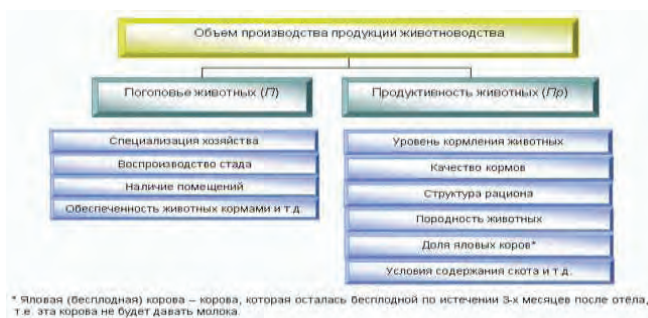 Объем производства продукции животноводства
Поголовье животных (П)
Специализация хозяйства
Воспроизводство стада
Наличие помещений
Обеспеченность животных кормами и т.д.
Продуктивность животных (Пр)
Уровень кормления животных
Качество кормов
Структура рациона
Породность животных
Доля яловых коров*
Условия содержания скота и т.д.
* Яловая (бесплодная) корова – корова, которая осталась бесплодной по истечении 3-х месяцев после отёла,
т.е. эта корова не будет давать молока.